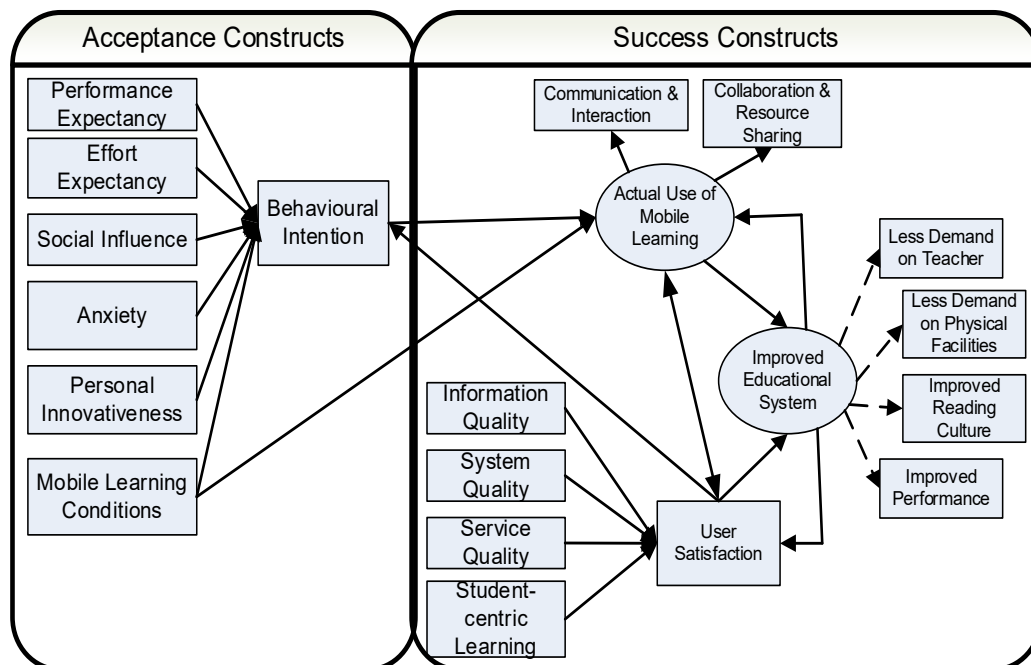 Acceptance Constructs
Success Constructs
Performance
Expectancy
Effort
Expectancy
Social Influence
Anxiety
Personal
Innovativeness
Mobile Learning
Conditions
Behavioural
Intention
Communication &
Interaction
Collaboration &
Resource
Sharing
Actual Use of
Mobile
Learning
Less Demand
on Teacher
Less Demand
on Physical
Facilities
Improved
Educational
System
Improved
Reading
Culture
Improved
Performance
Information
Quality
System
Quality
Service
Quality
Student-
centric
Learning
User
Satisfaction